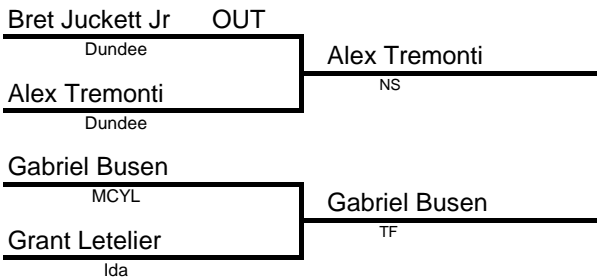 Bret Juckett Jr OUT
Dundee
Alex Tremonti
NS
Alex Tremonti
Dundee
Gabriel Busen
MCYL
Gabriel Busen
TF
Grant Letelier
Ida